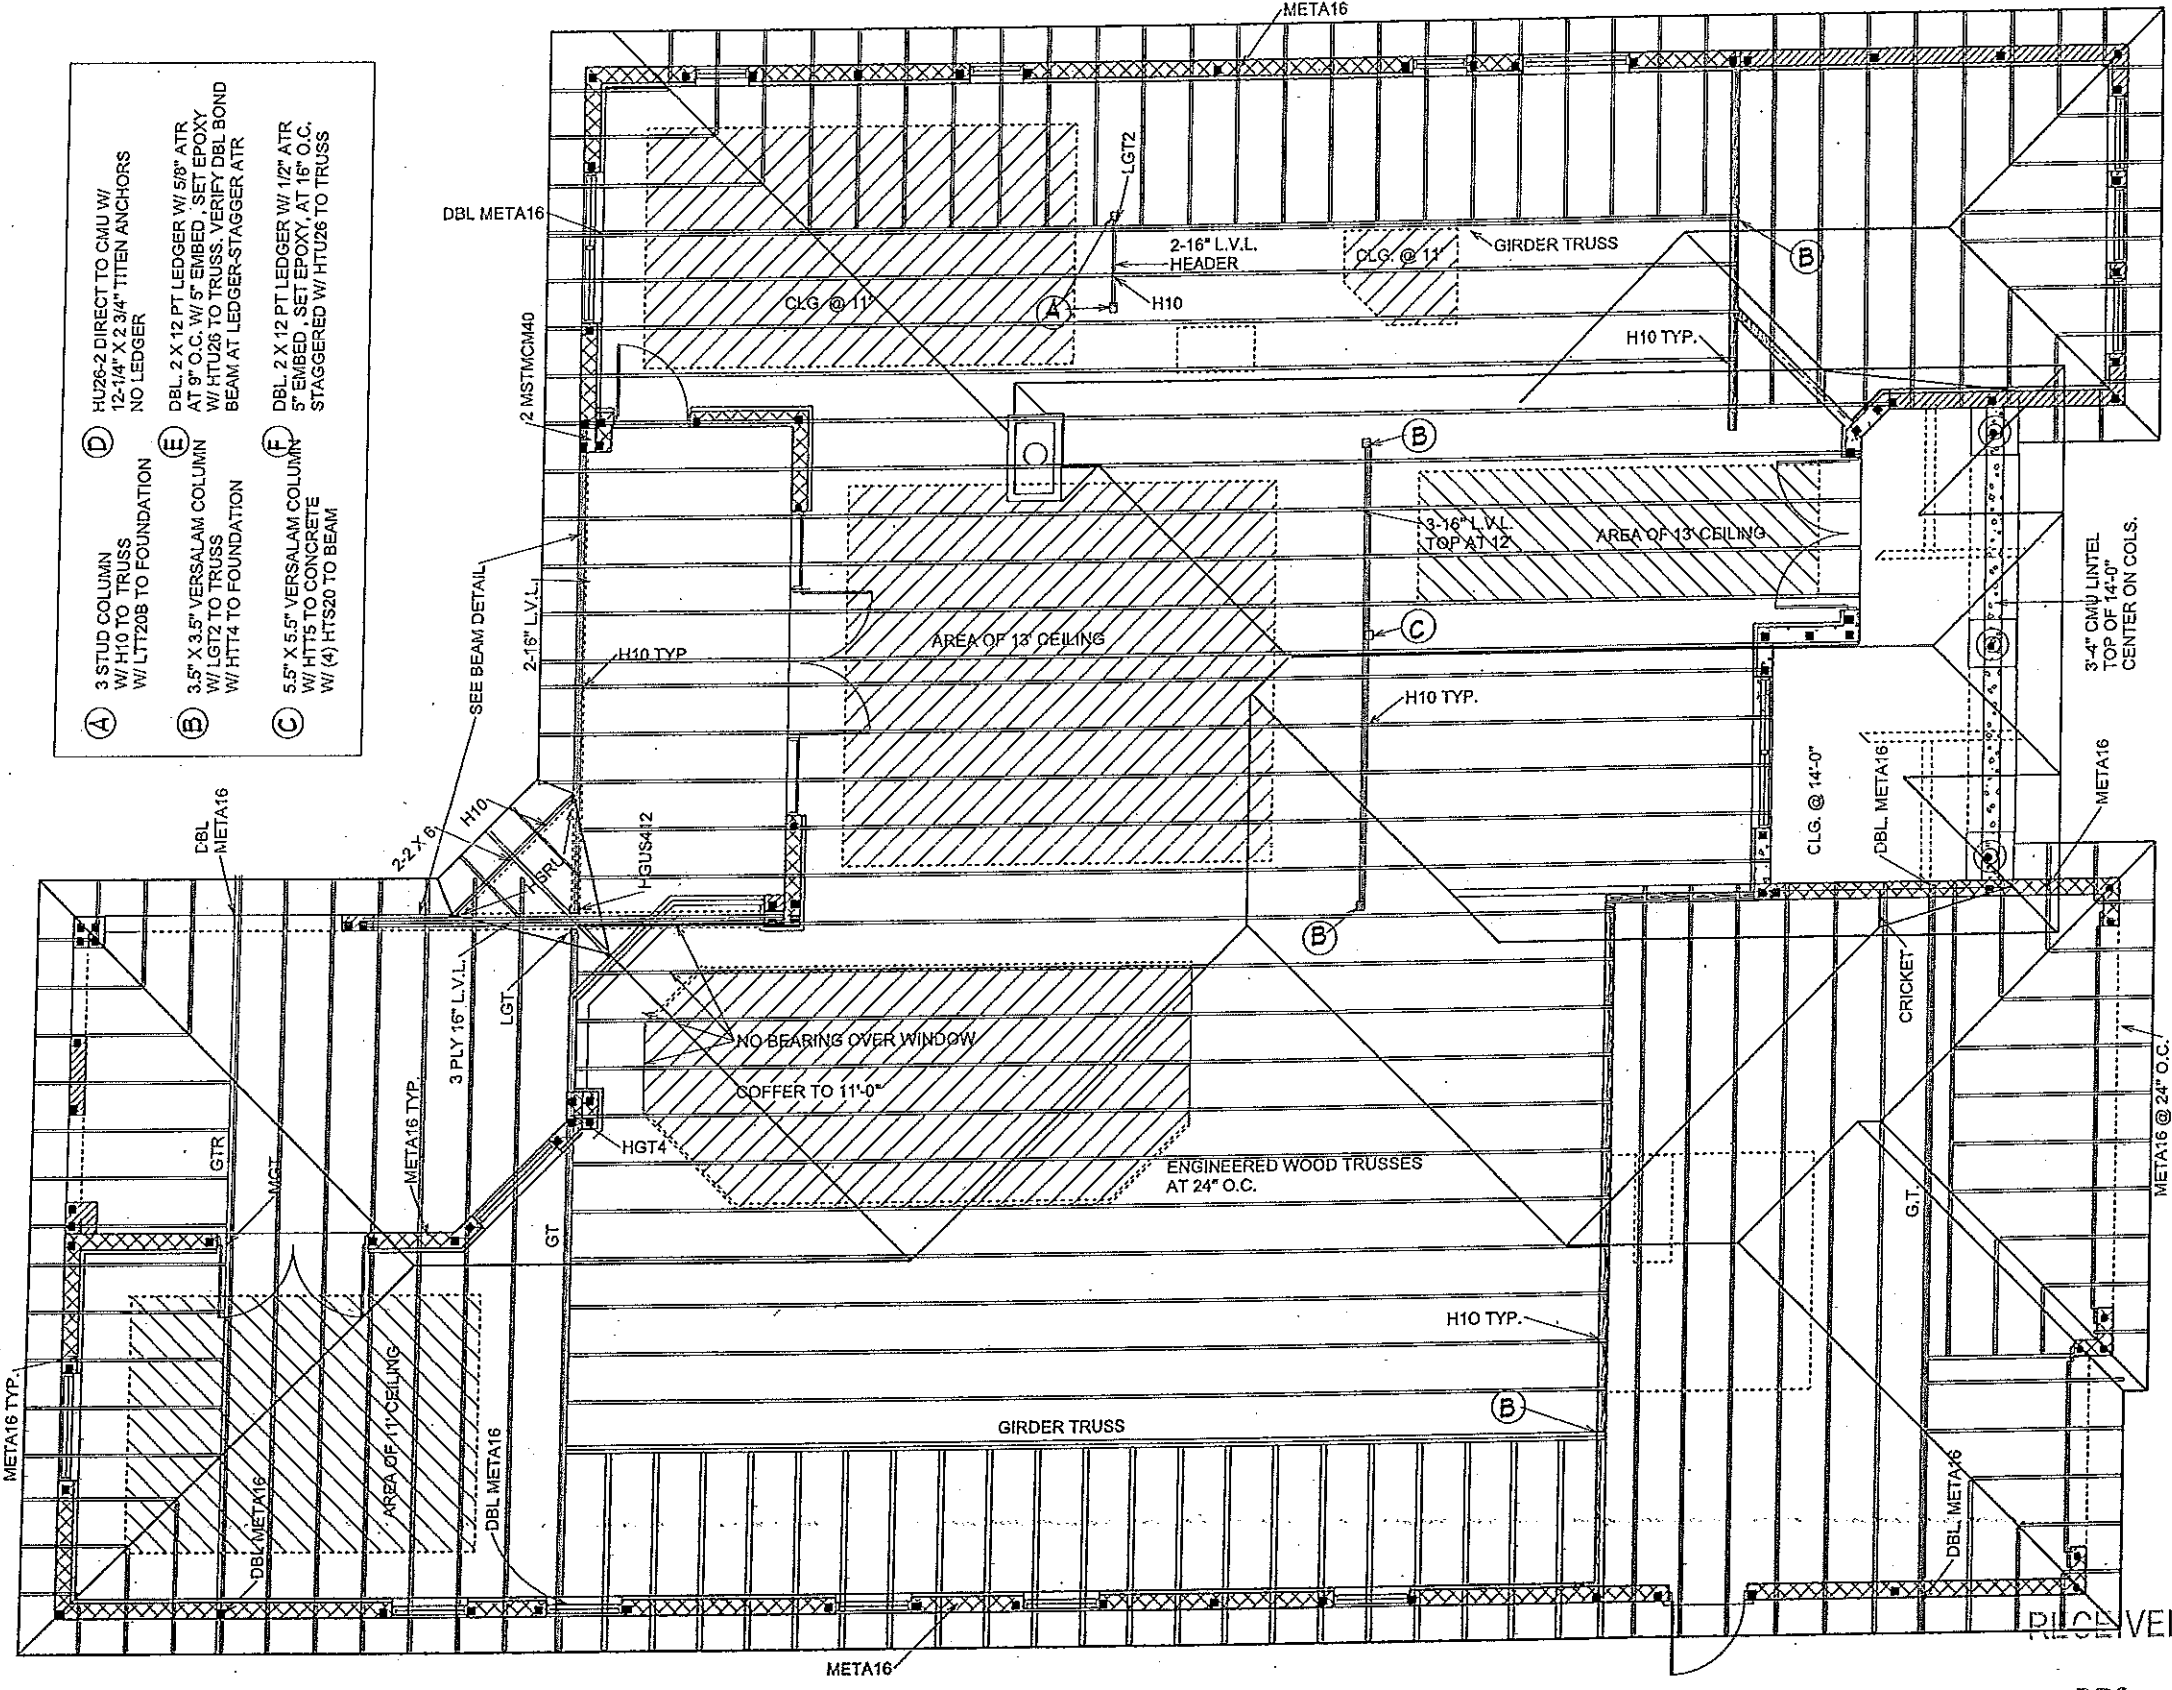 A
3 STUD COLUMN
W/ H10 TO TRUSS
W/ LTT20B TO FOUNDATION
B
3.5" X 3.5" VERSALAM COLUMN
W/ LGT2 TO TRUSS
W/ HTT4 TO FOUNDATION
C
5.5" X 5.5" VERSALAM COLUMN
W/ HTT5 TO CONCRETE
W/ (4) HTS20 TO BEAM
D
HU26-2 DIRECT TO CMU W/
12-1/4" X 2 3/4" TITEN ANCHORS
NO LEDGER
E
DBL. 2 X 12 PT LEDGER W/ 5/8" ATR
AT 9" O.C. W/ 5" EMBED, SET EPOXY
W/ HTU26 TO TRUSS. VERIFY DBL BOND
BEAM AT LEDGER-STAGGER ATR
F
DBL. 2 X 12 PT LEDGER W/ 1/2" ATR
5" EMBED, SET EPOXY, AT 16" O.C.
STAGGERED W/ HTU26 TO TRUSS
META16
DBL META16
LGT2
2-16" L.V.L.
HEADER
GIRDER TRUSS
CLG. @ 11'
B
CLG. @ 11'
A
H10
2 MSTMCM40
H10 TYP.
B
3-16" L.V.L.
TOP AT 12'
AREA OF 13' CEILING
SEE BEAM DETAIL
2-16" L.V.L.
AREA OF 13' CEILING
C
H10 TYP
H10 TYP.
3-4" CMU LINTEL
TOP OF 14'-0"
CENTER ON COLS.
DBL
META16
2-2 X 6
H10
HSRU
HGUS412
CLG. @ 14'-0"
DBL. META16
META16
B
3 PLY 16" L.V.L.
LGT
CRICKET
NO BEARING OVER WINDOW
COFFER TO 11'-0"
META16 @ 24" O.C.
META16 TYP.
GTR
MGT
HGT4
ENGINEERED WOOD TRUSSES
AT 24" O.C.
GT
G.T.
H10 TYP.
META16 TYP.
AREA OF 11' CEILING
GIRDER TRUSS
B
DBL META16
DBL META16
DBL. META16
META16
RECEIVE